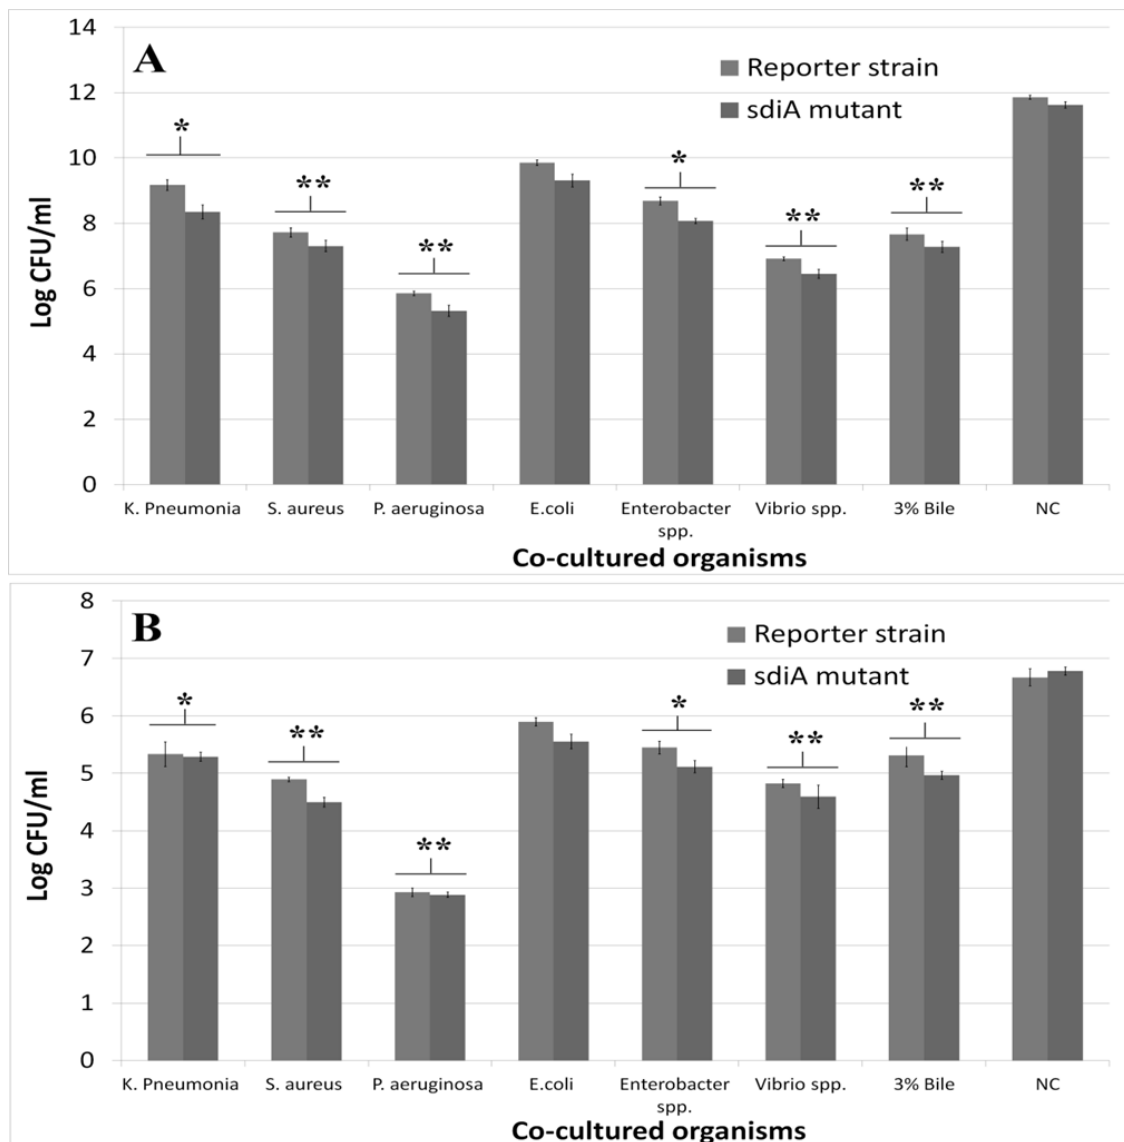 14
A
Reporter strain
12
sdiA mutant
*
10
**
*
**
**
**
8
6
4
2
0
Log CFU/ml
K. Pneumonia S. aureus P. aeruginosa E.coli Enterobacter spp. Vibrio spp. 3% Bile NC
Co-cultured organisms
8
B
Reporter strain
7
sdiA mutant
*
**
**
*
**
**
6
5
4
3
2
1
0
Log CFU/ml
K. Pneumonia S. aureus P. aeruginosa E.coli Enterobacter spp. Vibrio spp. 3% Bile NC
Co-cultured organisms